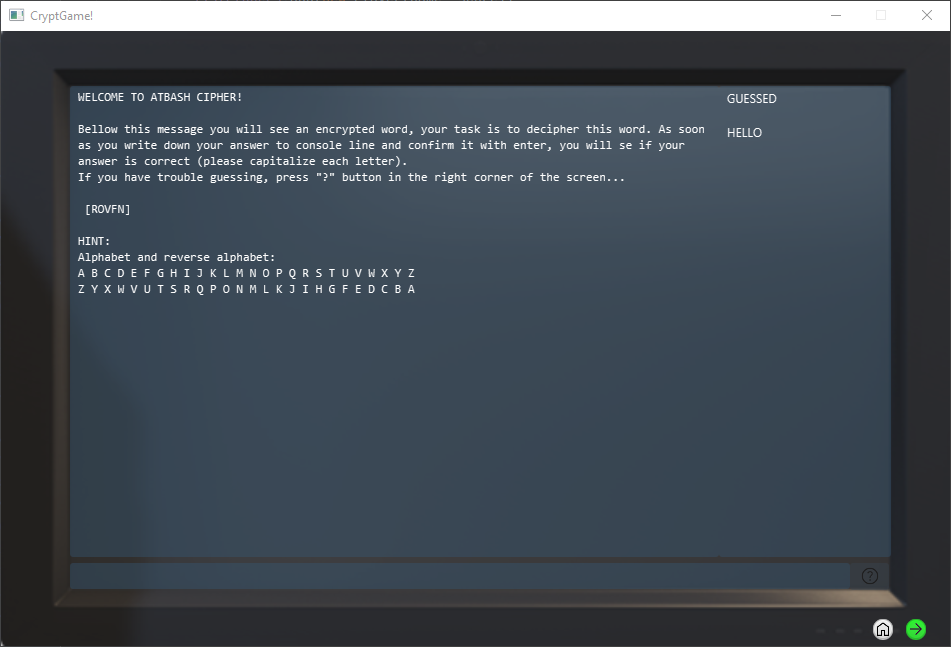 CryptGame!
WELCOME TO ATBASH CIPHER!
GUESSED
Bellow this message you will see an encrypted word, your task is to decipher this word. As soon
as you write down your answer to console line and confirm it with enter, you will se if your
answer is correct (please capitalize each letter).
If you have trouble guessing, press "?" button in the right corner of the screen...
HELLO
[ROVFN]
HINT:
Alphabet and reverse alphabet:
A B C D E F G H I J K L M N O P Q R S T U V W X Y Z
Z Y X W V U T S R Q P O N M L K J I H G F E D C B A
?